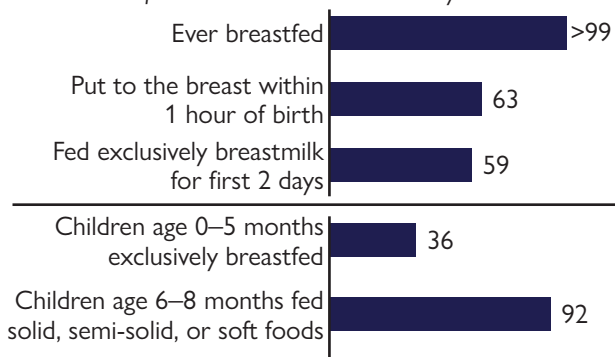 Ever breastfed
>99
Put to the breast within
1 hour of birth
63
Fed exclusively breastmilk
for first 2 days
59
Children age 0–5 months
exclusively breastfed
36
Children age 6–8 months fed
solid, semi-solid, or soft foods
92